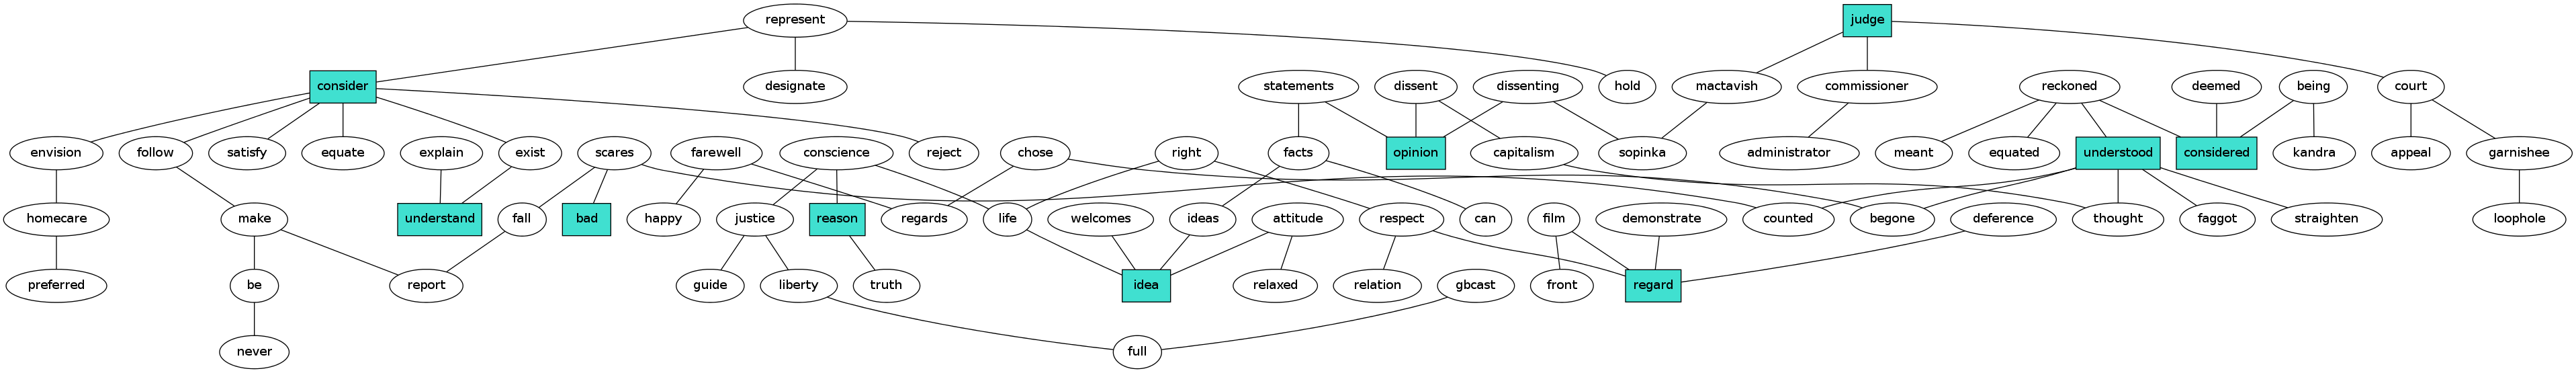 represent judge
consider designate statements dissent dissenting hold mactavish commissioner reckoned deemed being court
envision follow satisfy equate explain exist scares farewell conscience reject chose right facts opinion capitalism sopinka administrator meant equated understood considered kandra appeal garnishee
homecare make understand fall bad happy justice reason regards life welcomes ideas attitude respect can film demonstrate counted begone deference thought faggot straighten loophole
preferred be report guide liberty truth idea relaxed relation gbcast front regard
never full